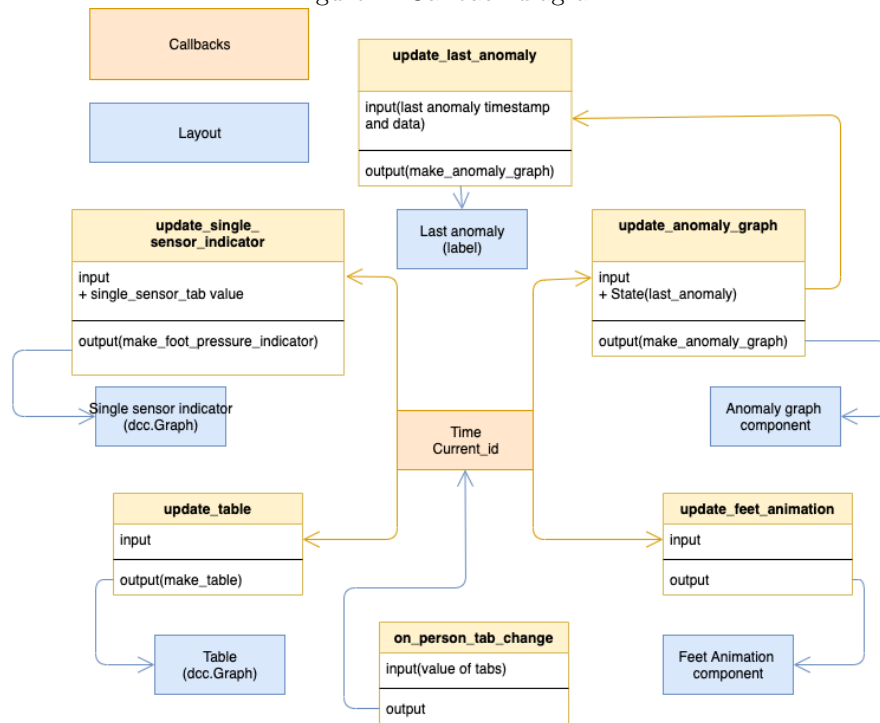 Callbacks
Layout
update_last_anomaly
input(last anomaly timestamp
and data)
output(make_anomaly_graph)
Last anomaly
(label)
update_single_
sensor_indicator
input
+ single_sensor_tab value
output(make_foot_pressure_indicator)
Single sensor indicator
(dcc.Graph)
update_anomaly_graph
input
+ State(last_anomaly)
output(make_anomaly_graph)
Anomaly graph
component
Time
Current_id
update_table
input
output(make_table)
Table
(dcc.Graph)
on_person_tab_change
input(value of tabs)
output
update_feet_animation
input
output
Feet Animation
component